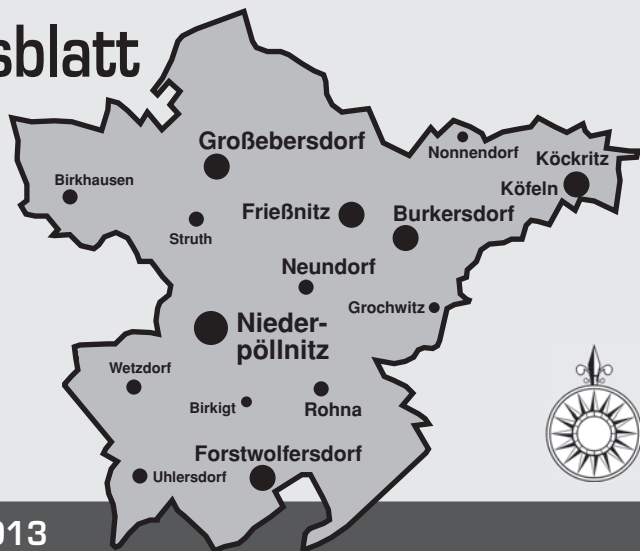 sblatt
Großebersdorf
Nonnendorf
Köckritz
Birkhausen
Köfeln
Frießnitz
Burkersdorf
Struth
Neundorf
Grochwitz
Nieder-
pöllnitz
Wetzdorf
Birkigt
Rohna
Forstwolfersdorf
Uhlersdorf
013